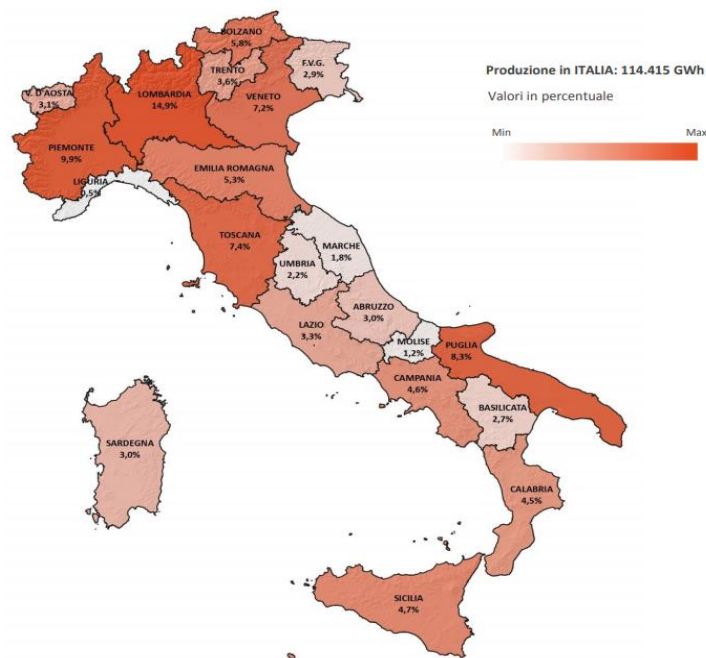 BOLZANO
5,8%
TRENTO
3,6%
F.V.G.
2,9%
Produzione in ITALIA: 114.415 GWh
Valori in percentuale
Min
Max
V. D'AOSTA
3,1%
LOMBARDIA
14,9%
VENETO
7,2%
PIEMONTE
9,9%
EMILIA ROMAGNA
5,3%
LIGURIA
0,5%
TOSCANA
7,4%
MARCHE
1,8%
UMBRIA
2,2%
ABRUZZO
3,0%
LAZIO
3,3%
MOLISE
1,2%
PUGLIA
8,3%
CAMPANIA
4,6%
BASILICATA
2,7%
SARDEGNA
3,0%
CALABRIA
4,5%
SICILIA
4,7%